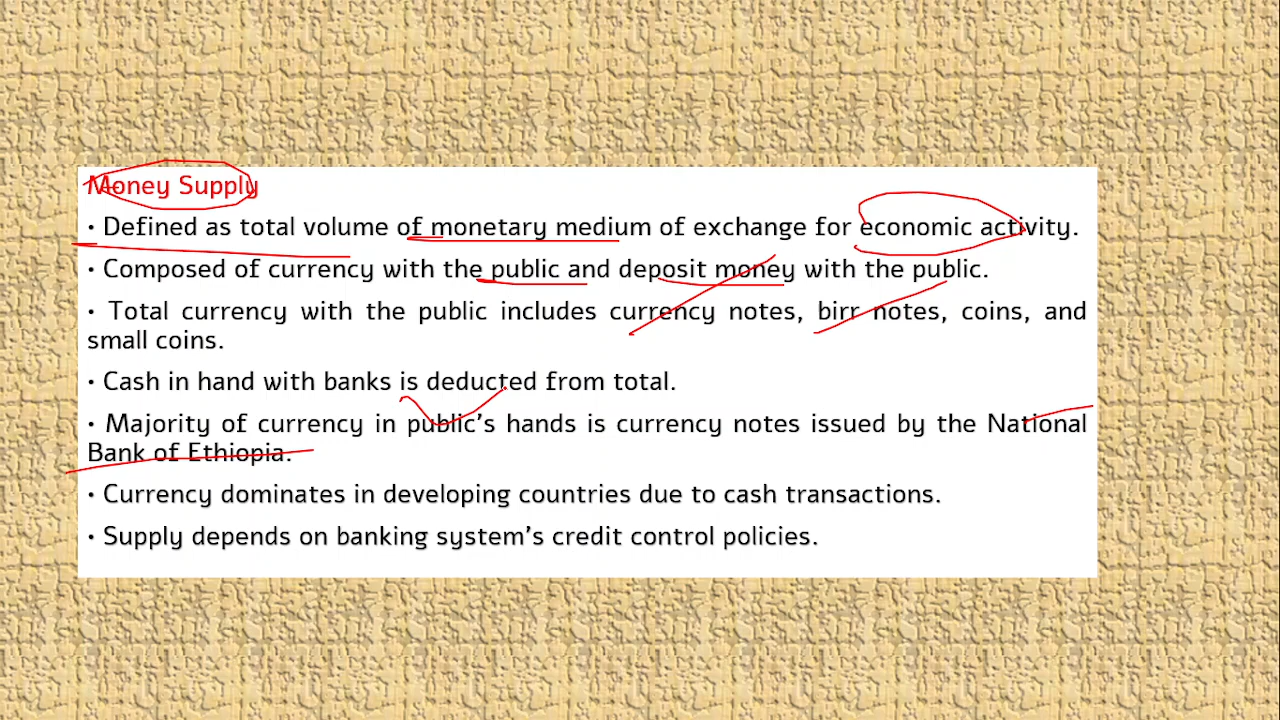 Money Supply
• Defined as total volume of monetary medium of exchange for economic activity.
• Composed of currency with the public and deposit money with the public.
• Total currency with the public includes currency notes, birr notes, coins, and
small coins.
• Cash in hand with banks is deducted from total.
• Majority of currency in public’s hands is currency notes issued by the National
Bank of Ethiopia.
• Currency dominates in developing countries due to cash transactions.
• Supply depends on banking system’s credit control policies.